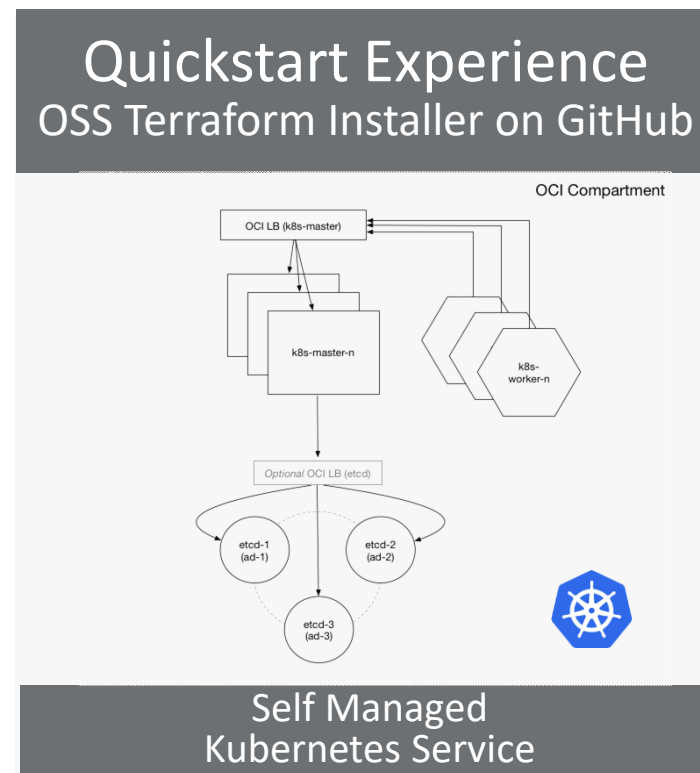 Quickstart Experience
OSS Terraform Installer on GitHub
OCI Compartment
OCI LB (k8s-master)
k8s-master-n
k8s-
worker-n
Optional OCI LB (etcd)
etcd-1
(ad-1)
etcd-2
(ad-2)
etcd-3
(ad-3)
Self Managed
Kubernetes Service